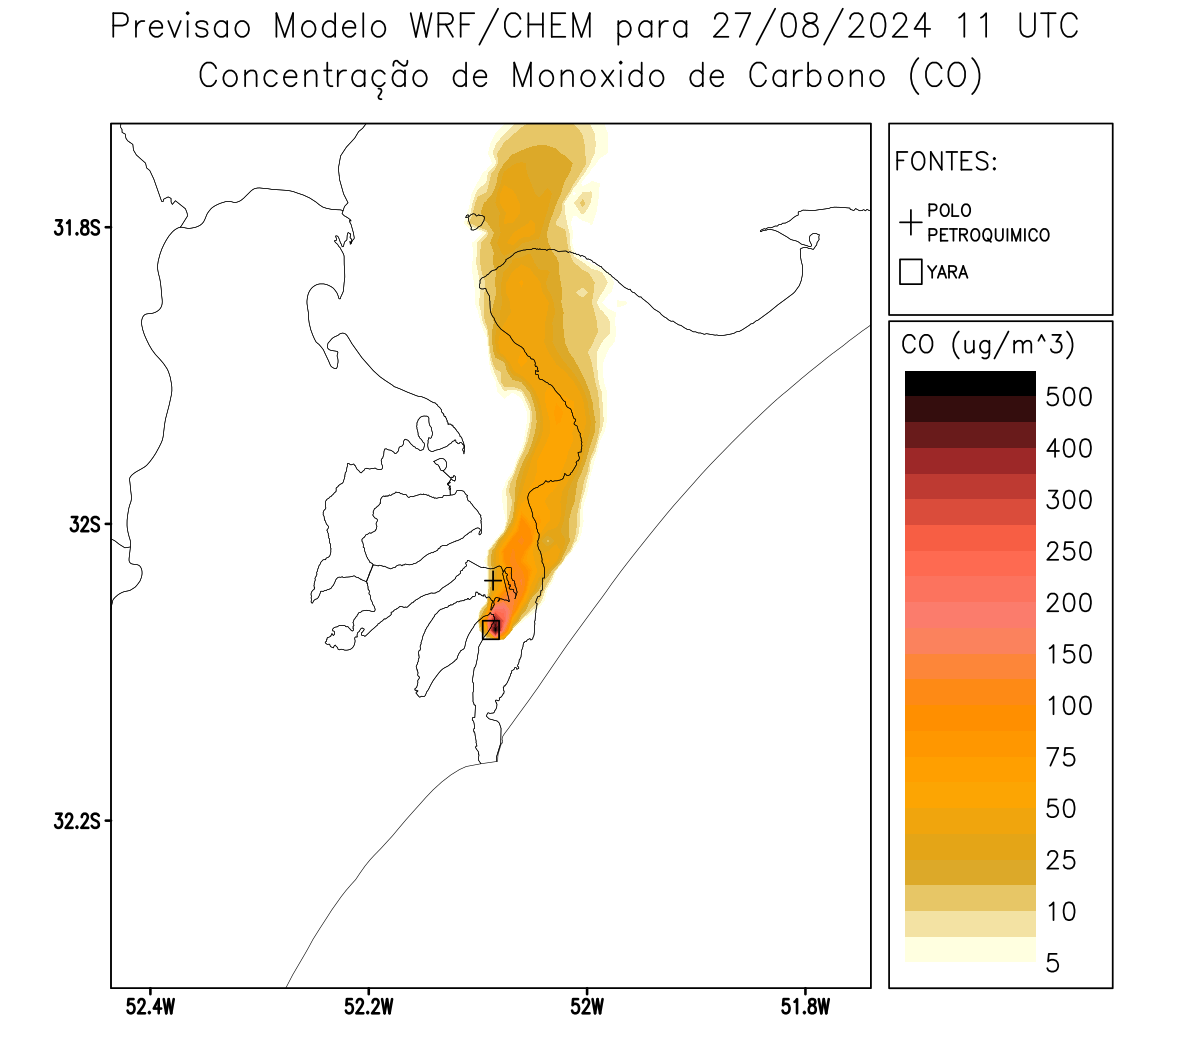 Previsao Modelo WRF/CHEM para 27/08/2024 11 UTC
Concentração de Monoxido de Carbono (CO)
FONTES:
POLO
PETROQUIMICO
YARA
CO (ug/m^3)
500
400
300
250
200
150
100
75
50
25
10
5
31.8S
32S
32.2S
52.4W
52.2W
52W
51.8W